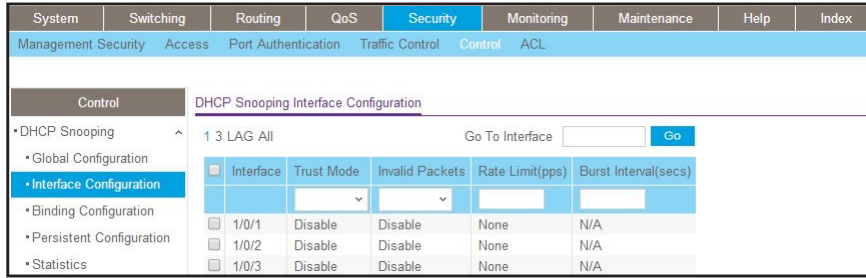 System Switching Routing QoS Security Monitoring Maintenance Help Index
Management Security Access Port Authentication Traffic Control Control ACL
Control
DHCP Snooping
Global Configuration
Interface Configuration
Binding Configuration
Persistent Configuration
Statistics
DHCP Snooping Interface Configuration
1 3 LAG All Go To Interface Go
Interface Trust Mode Invalid Packets Rate Limit(pps) Burst Interval(secs)
1/0/1 Disable Disable None N/A
1/0/2 Disable Disable None N/A
1/0/3 Disable Disable None N/A